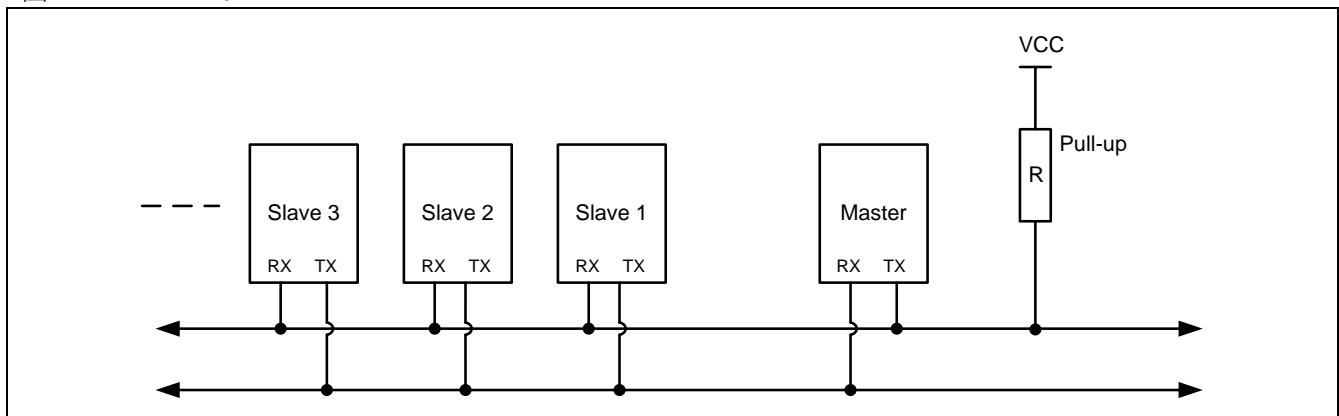 VCC
Pull-up
R
Slave 3
Slave 2
Slave 1
Master
RX TX
RX TX
RX TX
RX TX